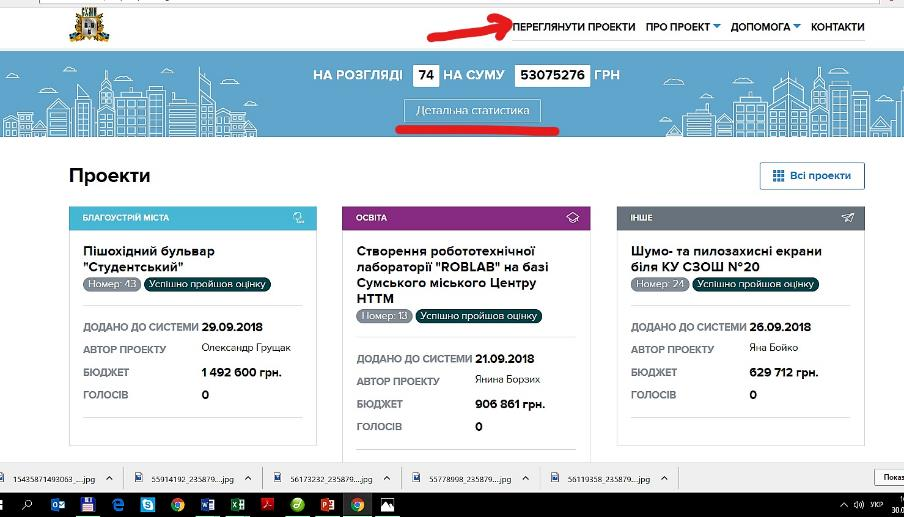 СУМИ
ПЕРЕГЛЯНУТИ ПРОЕКТИ ПРО ПРОЕКТ ДОПОМОГА КОНТАКТИ
НА РОЗГЛЯДІ 74 НА СУМУ 53075276 ГРН
Детальна статистика
Проекти
Всі проекти
БЛАГОУСТРІЙ МІСТА
Пішохідний бульвар
"Студентський"
Номер: 43 Успішно пройшов оцінку
ДОДАНО ДО СИСТЕМИ 29.09.2018
АВТОР ПРОЕКТУ Олександр Грущак
БЮДЖЕТ 1 492 600 грн.
ГОЛОСІВ 0
ОСВІТА
Створення робототехнічної
лабораторії "ROBLAB" на базі
Сумського міського Центру
НТТМ
Номер: 13 Успішно пройшов оцінку
ДОДАНО ДО СИСТЕМИ 21.09.2018
АВТОР ПРОЕКТУ Янина Борзих
БЮДЖЕТ 906 861 грн.
ГОЛОСІВ 0
ІНШЕ
Шумо- та пилозахисні екрани
біля КУ СЗОШ №20
Номер: 24 Успішно пройшов оцінку
ДОДАНО ДО СИСТЕМИ 26.09.2018
АВТОР ПРОЕКТУ Яна Бойко
БЮДЖЕТ 629 712 грн.
ГОЛОСІВ 0
15435871493063_....jpg 55914192_235879....jpg 56173232_235879....jpg 55778998_235879....jpg 56119358_235879....jpg Показ
УКР
30.0